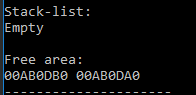 Stack-list:
Empty
Free area:
00AB0DB0 00AB0DA0
---------------------